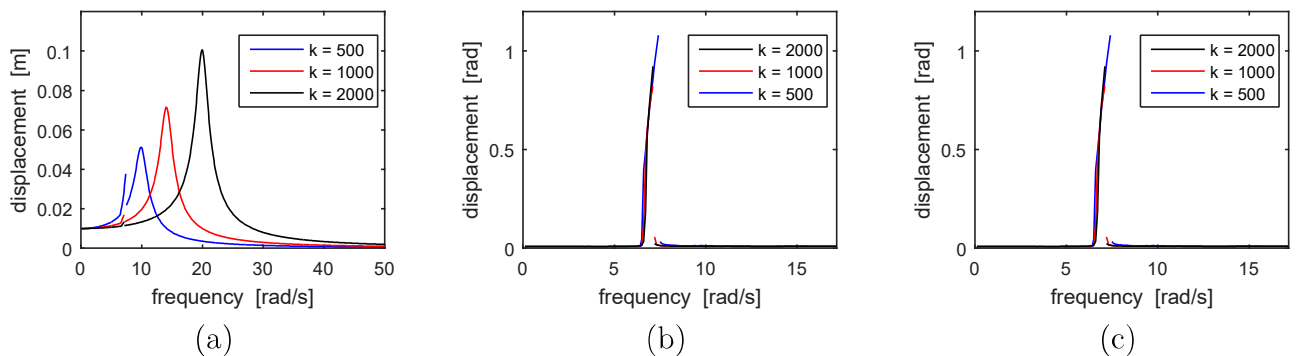 displacement [m]
0.1
0.08
0.06
0.04
0.02
0
0 10 20 30 40 50
frequency [rad/s]
k = 500
k = 1000
k = 2000
(a)
displacement [rad]
1
0.5
0
0 5 10 15
frequency [rad/s]
k = 2000
k = 1000
k = 500
(b)
displacement [rad]
1
0.5
0
0 5 10 15
frequency [rad/s]
k = 2000
k = 1000
k = 500
(c)